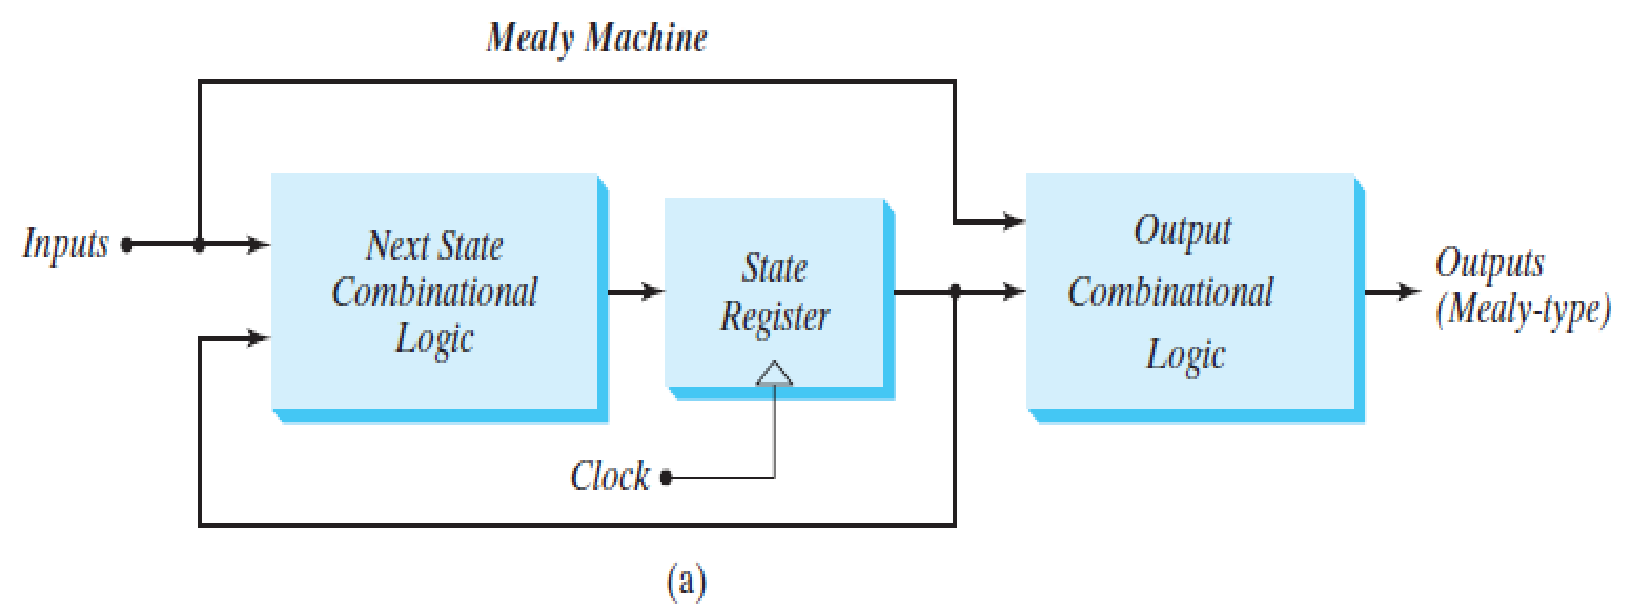 Mealy Machine
Inputs
Next State
Combinational
Logic
State
Register
Clock
Output
Combinational
Logic
Outputs
(Mealy-type)
(a)